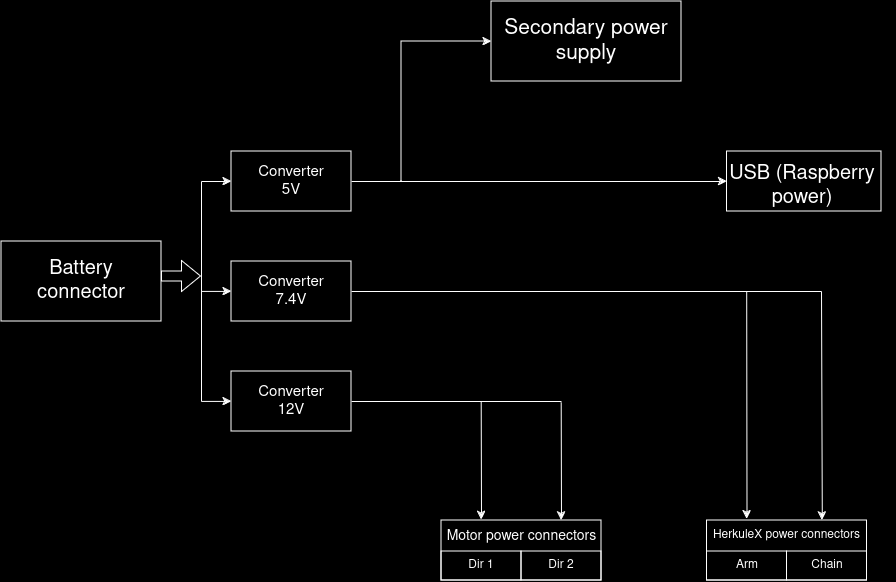 Secondary power
supply
Converter
5V
USB (Raspberry
power)
Battery
connector
Converter
7.4V
Converter
12V
Motor power connectors
Dir 1
Dir 2
HerkuleX power connectors
Arm
Chain